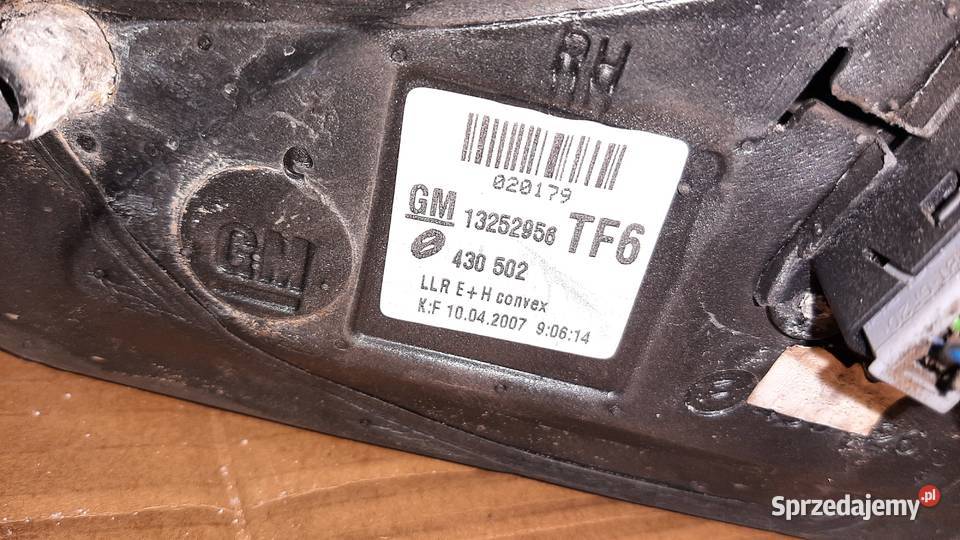 RH
020179
GM 13252956 TF6
430 502
LLR E+H convex
K:F 10.04.2007 9:06:14
GM
Sprzedajemy.pl